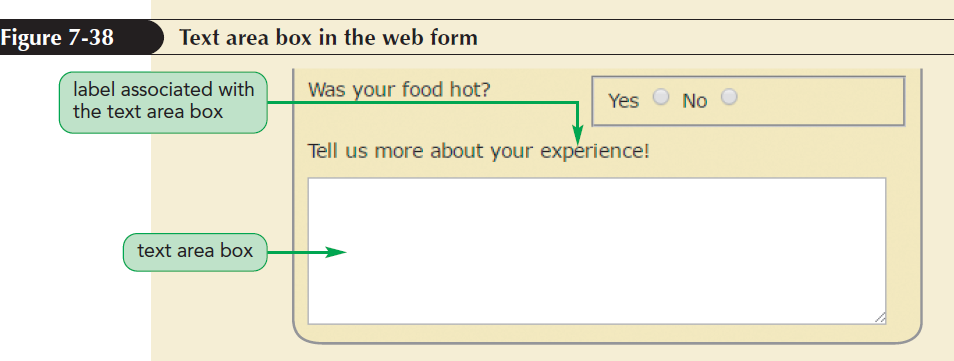 Figure 7-38 Text area box in the web form
label associated with
the text area box
Was your food hot?
Yes No
Tell us more about your experience!
text area box